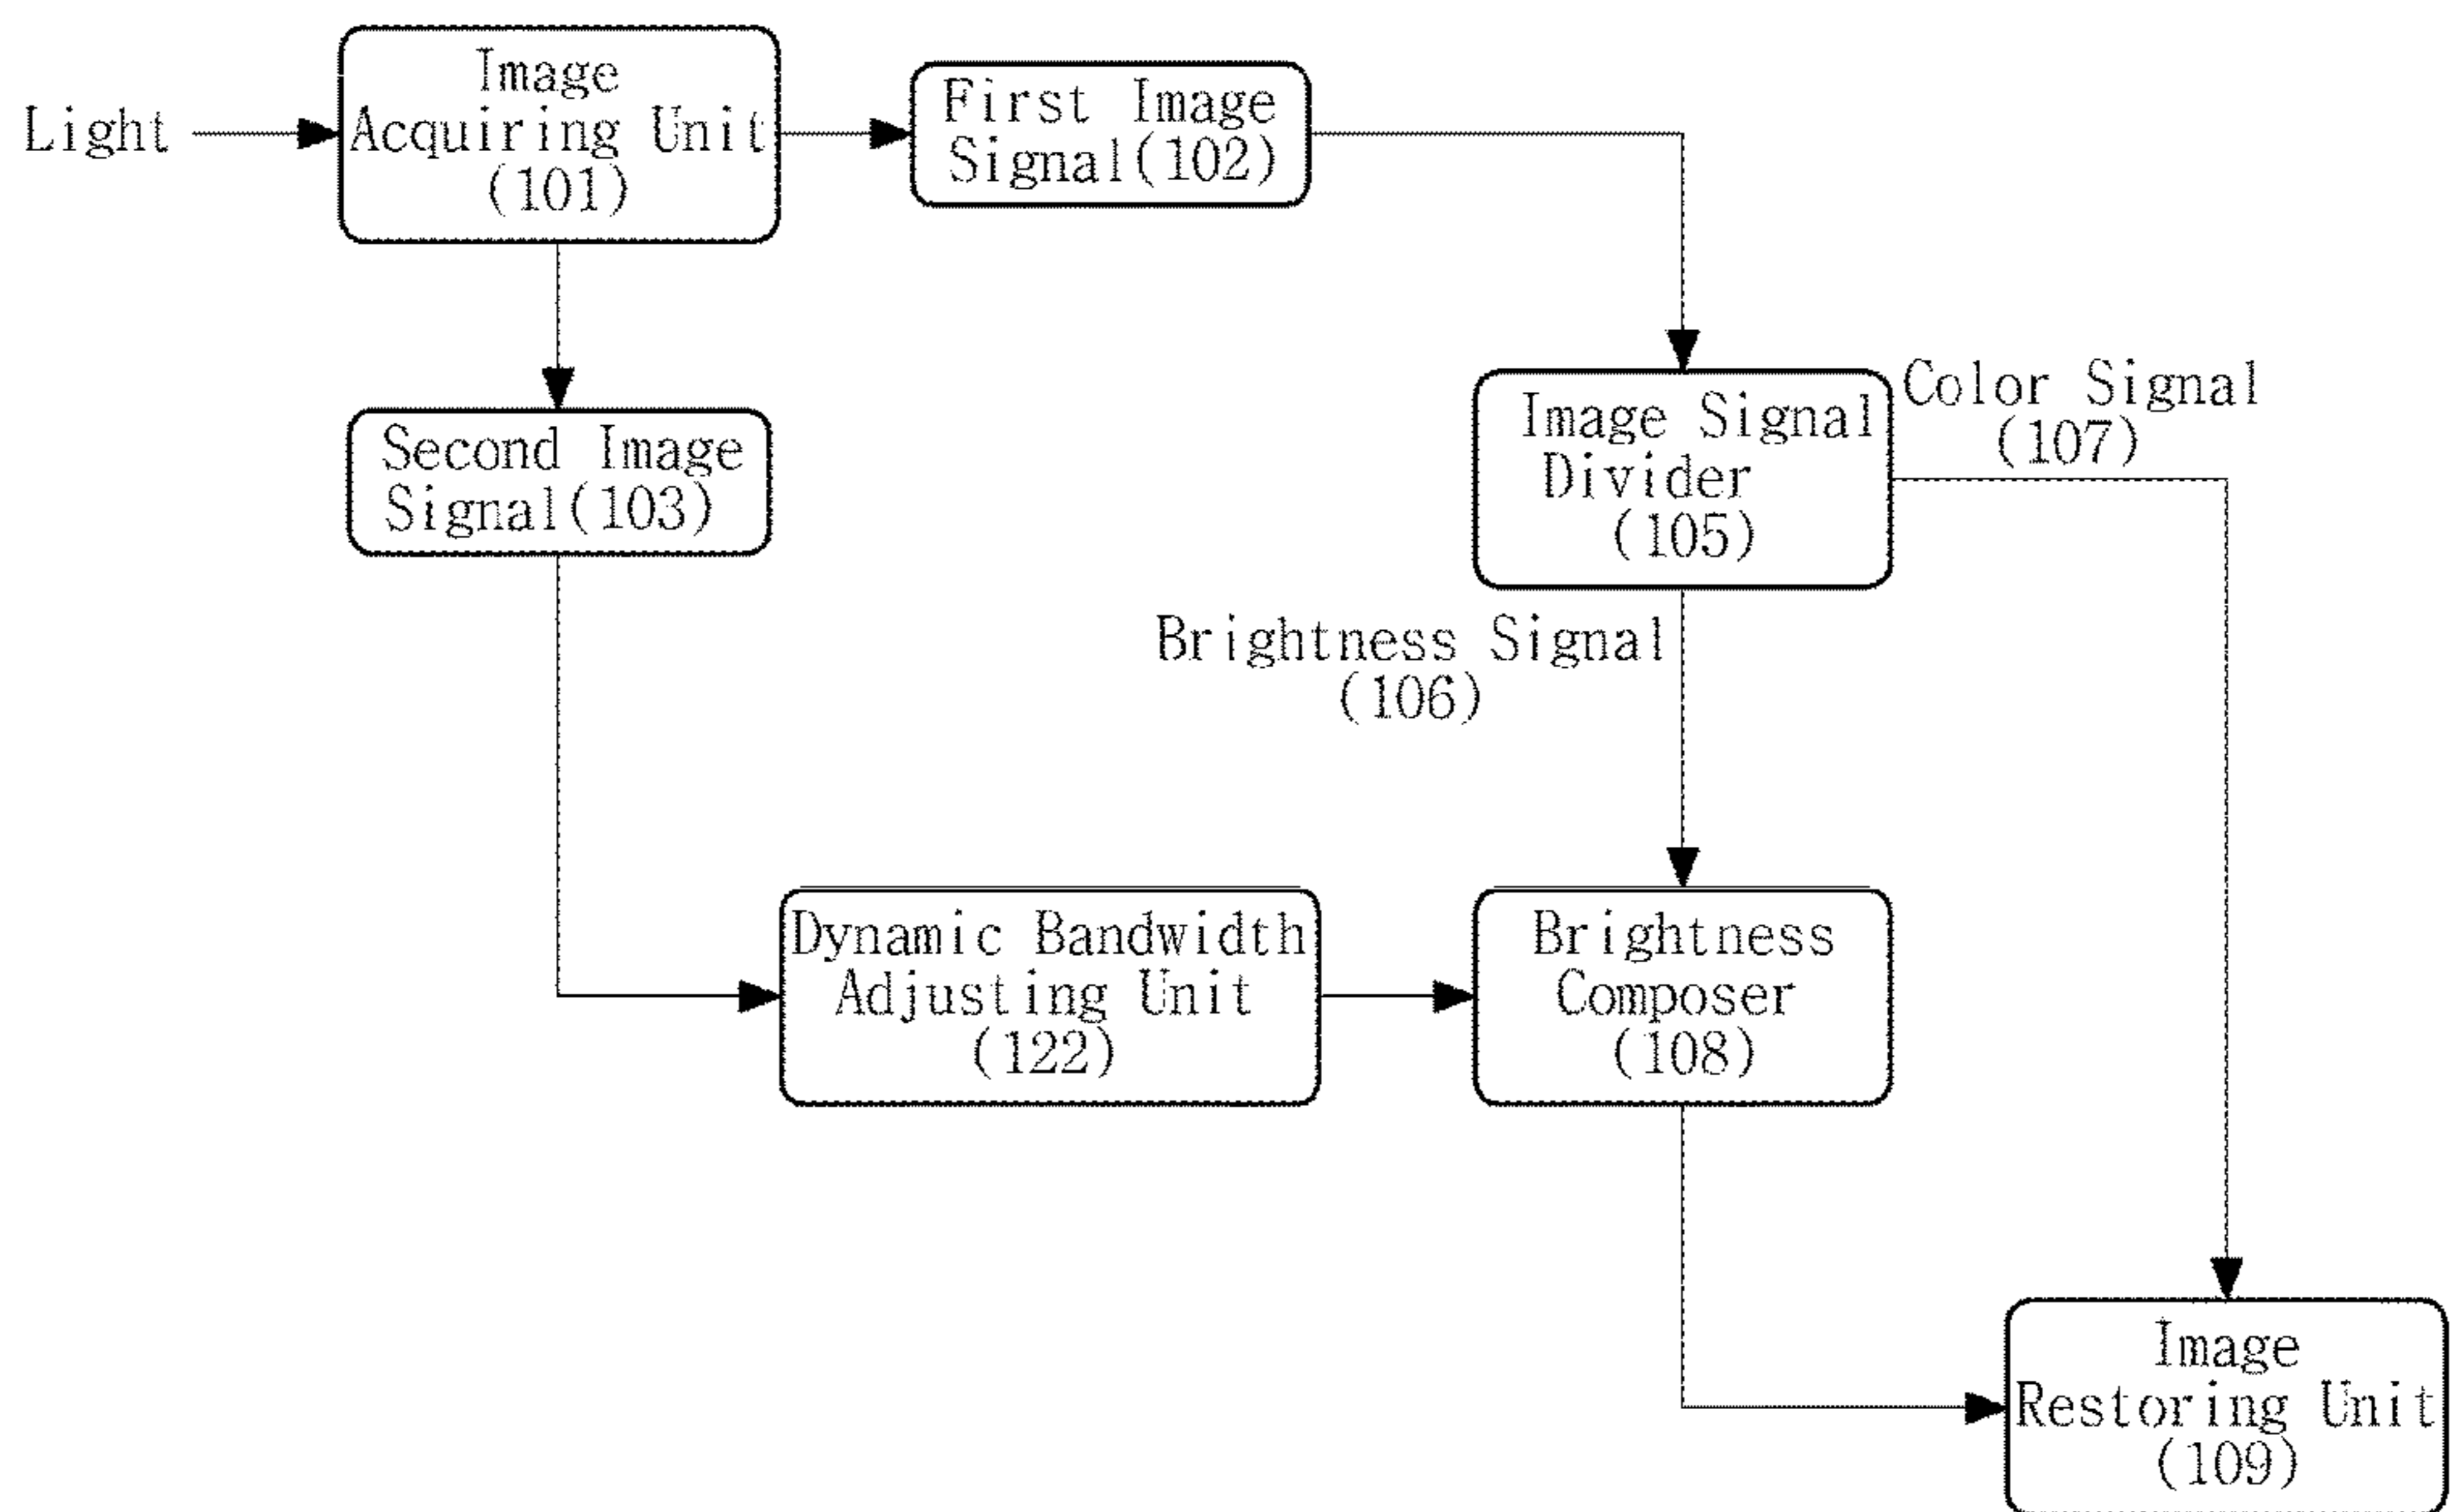 Light
Image
Acquiring Unit
(101)
First Image
Signal(102)
Second Image
Signal(103)
Image Signal
Divider
(105)
Color Signal
(107)
Brightness Signal
(106)
Dynamic Bandwidth
Adjusting Unit
(122)
Brightness
Composer
(108)
Image
Restoring Unit
(109)